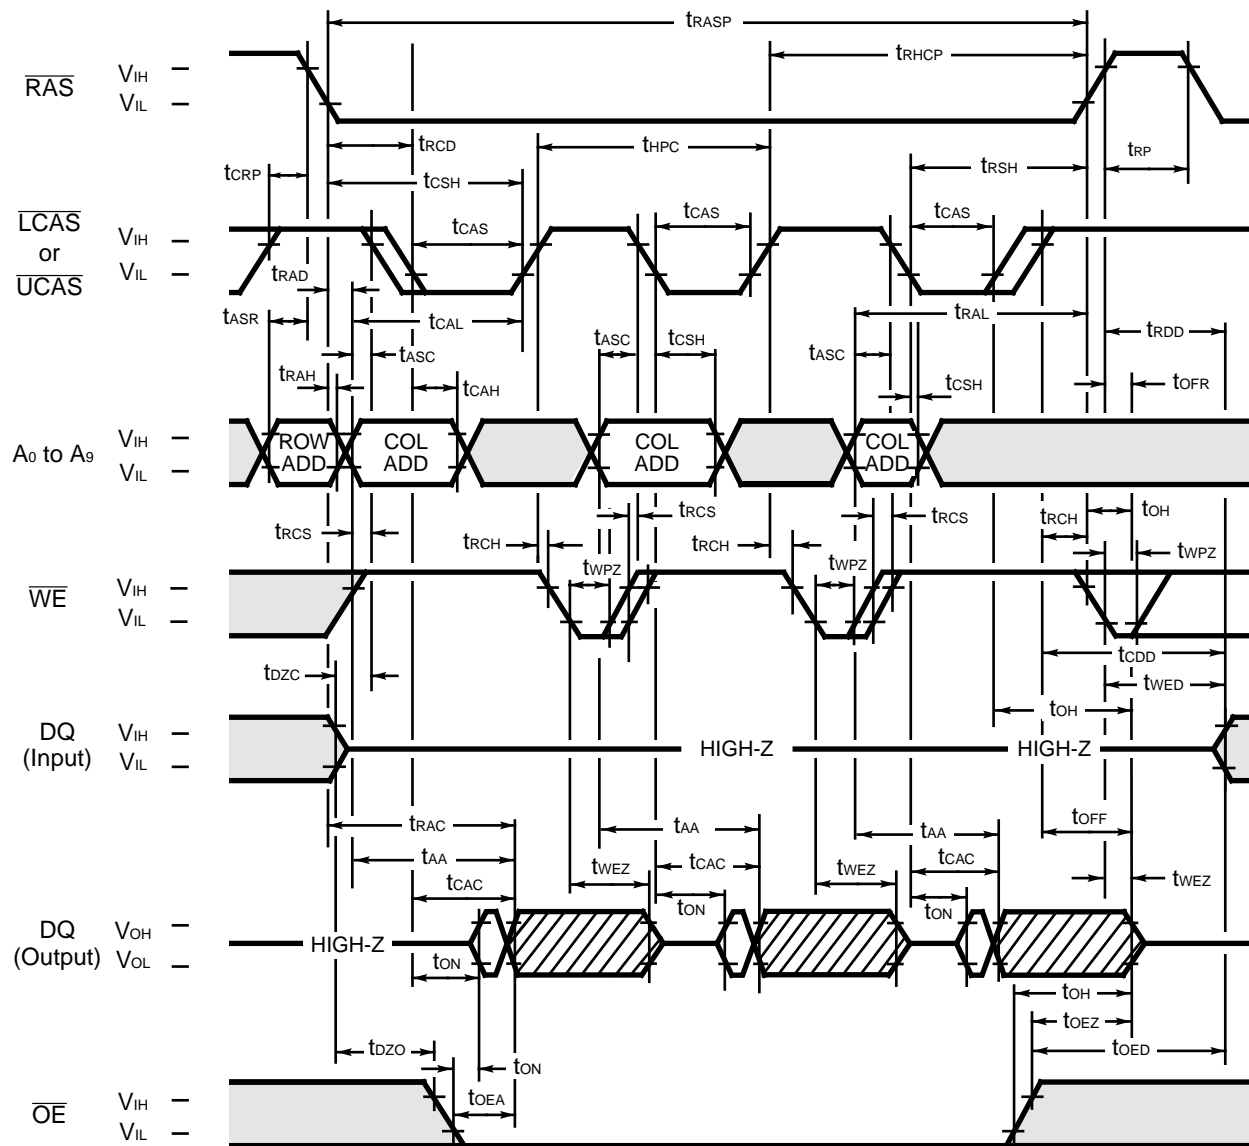 tRASP
tRHCP
RAS
VIH
VIL
tRCD
tHPC
tCRP
tCSH
tRSH
tRP
LCAS
or
UCAS
VIH
VIL
tCAS
tCAS
tCAS
tRAD
tASR
tCAL
tRAL
tRDD
tASC
tASC
tCSH
tASC
tRAH
tCAH
tCSH
tOFR
A0 to A9
VIH
VIL
ROW
ADD
COL
ADD
COL
ADD
COL
ADD
tRCS
tRCS
tRCS
tOH
tRCH
tRCH
tRCH
tWPZ
tWPZ
tWPZ
WE
VIH
VIL
tDZC
tCDD
tWED
tOH
DQ
(Input)
VIH
VIL
HIGH-Z
HIGH-Z
tRAC
tAA
tAA
tOFF
tAA
tCAC
tCAC
tCAC
tWEZ
tWEZ
tWEZ
tON
tON
DQ
(Output)
VOH
VOL
HIGH-Z
tON
tOH
tOEZ
tDZO
tON
tOED
tOEA
OE
VIH
VIL